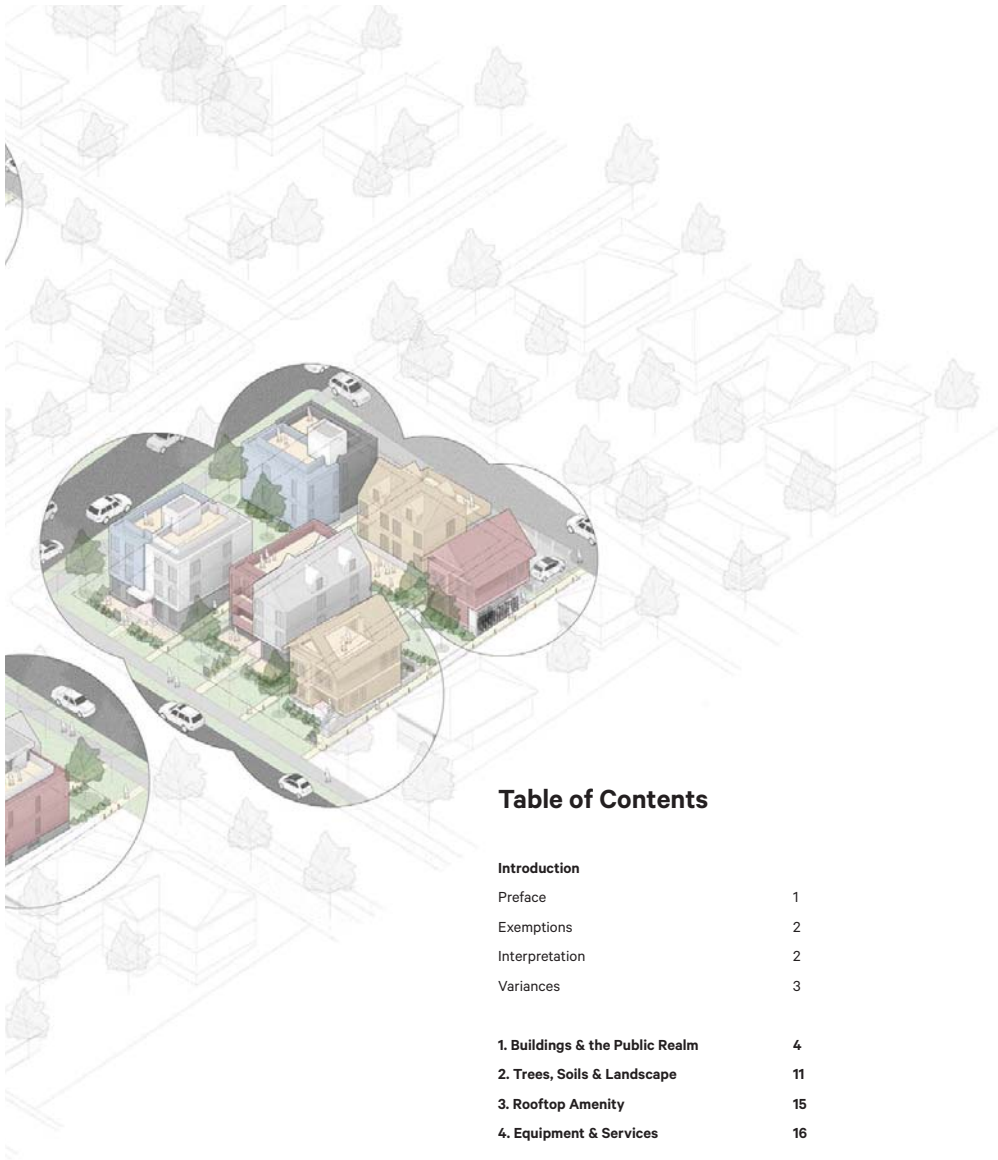 Table of Contents
Introduction
Preface 1
Exemptions 2
Interpretation 2
Variances 3
1. Buildings & the Public Realm 4
2. Trees, Soils & Landscape 11
3. Rooftop Amenity 15
4. Equipment & Services 16